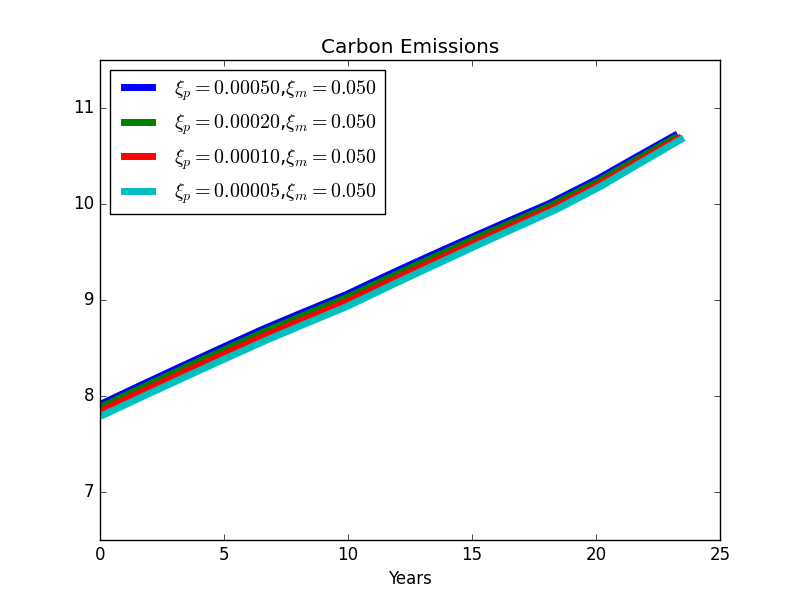 Carbon Emissions
ξₚ = 0.00050,ξₘ = 0.050
ξₚ = 0.00020,ξₘ = 0.050
ξₚ = 0.00010,ξₘ = 0.050
ξₚ = 0.00005,ξₘ = 0.050
11
10
9
8
7
0 5 10 15 20 25
Years